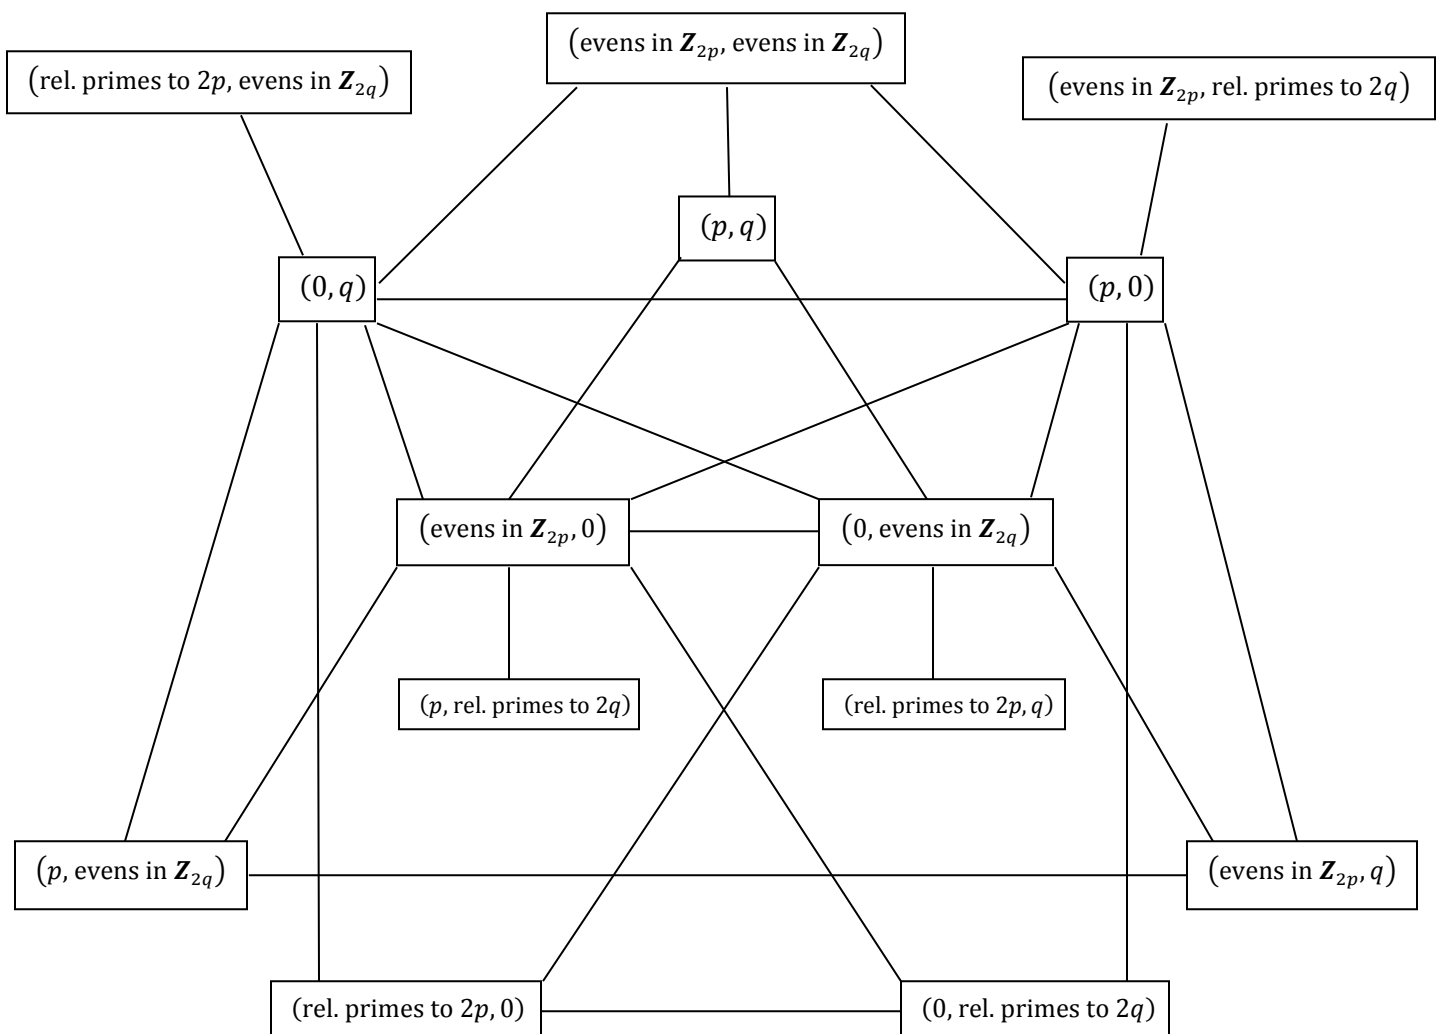 (evens in Z₂ₚ, evens in Z₂q)
(rel. primes to 2p, evens in Z₂q)
(evens in Z₂ₚ, rel. primes to 2q)
(p, q)
(0, q)
(p, 0)
(evens in Z₂ₚ, 0)
(0, evens in Z₂q)
(p, rel. primes to 2q)
(rel. primes to 2p, q)
(p, evens in Z₂q)
(evens in Z₂ₚ, q)
(rel. primes to 2p, 0)
(0, rel. primes to 2q)